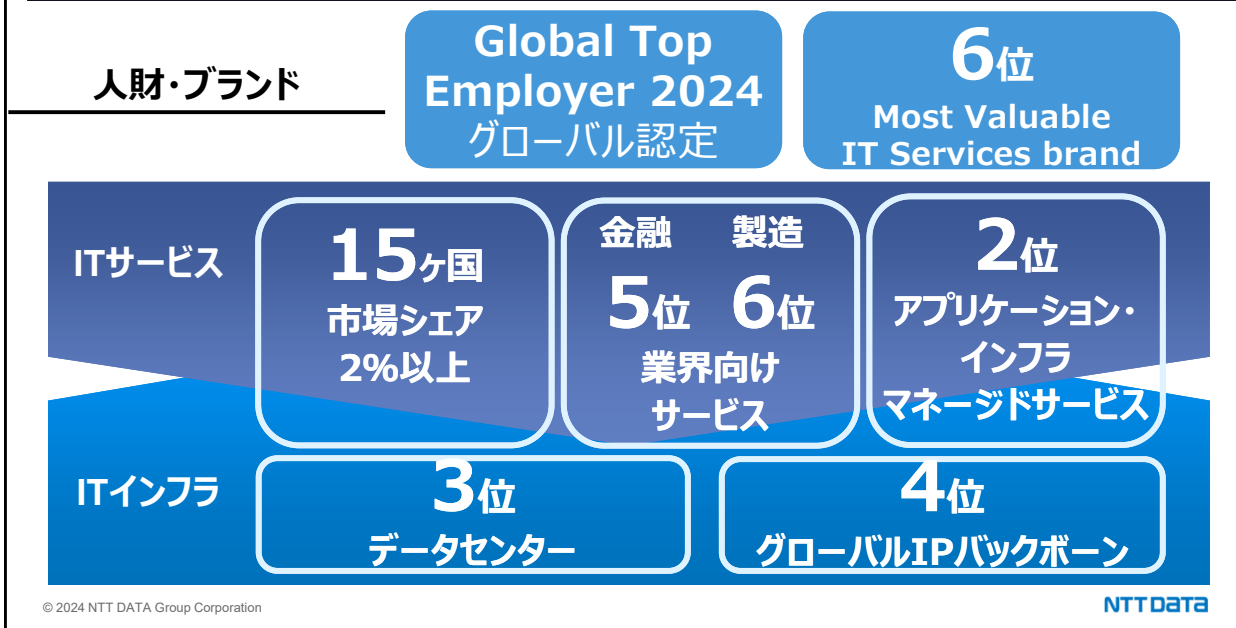 人財・ブランド
Global Top
Employer 2024
グローバル認定
6位
Most Valuable
IT Services brand
ITサービス
15ヶ国
市場シェア
2%以上
金融 製造
5位 6位
業界向け
サービス
2位
アプリケーション・
インフラ
マネージドサービス
ITインフラ
3位
データセンター
4位
グローバルIPバックボーン
© 2024 NTT DATA Group Corporation
NTT DATA